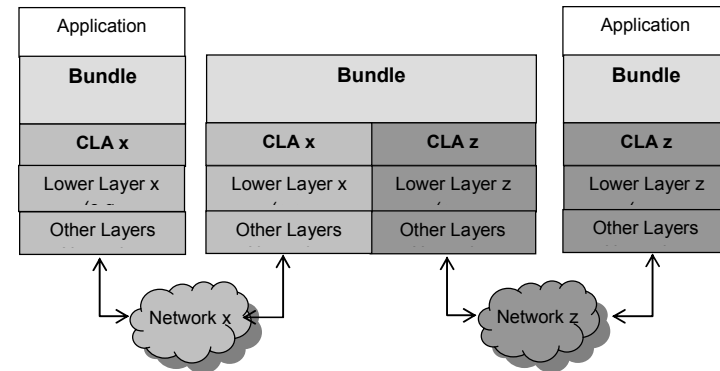 Application
Bundle
CLA x
Lower Layer x
Other Layers
Bundle
CLA x
CLA z
Lower Layer x
Lower Layer z
Other Layers
Other Layers
Application
Bundle
CLA z
Lower Layer z
Other Layers
Network x
Network z